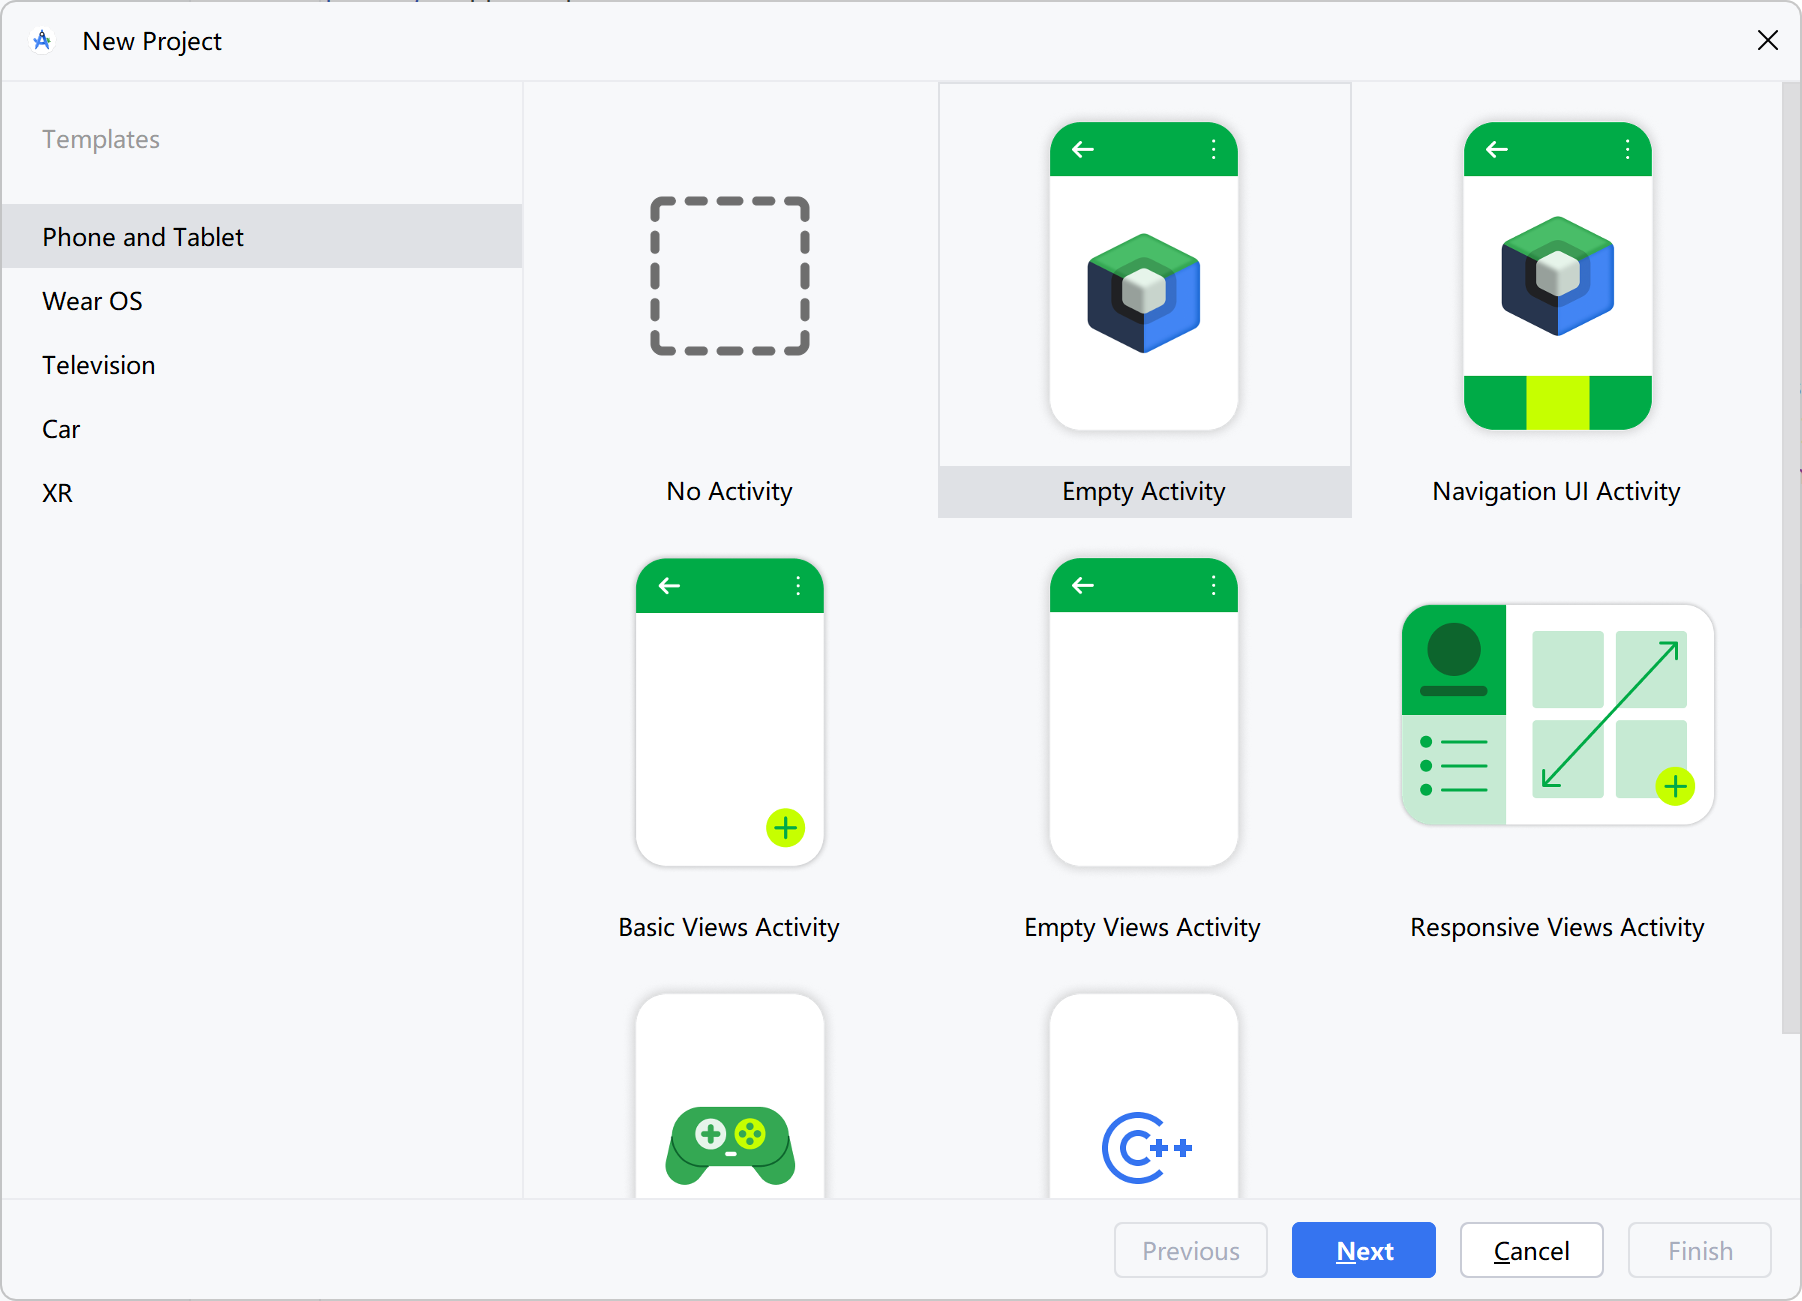 New Project
Templates
Phone and Tablet
Wear OS
Television
Car
XR
No Activity
Empty Activity
Navigation UI Activity
Basic Views Activity
Empty Views Activity
Responsive Views Activity
C++
Previous
Next
Cancel
Finish